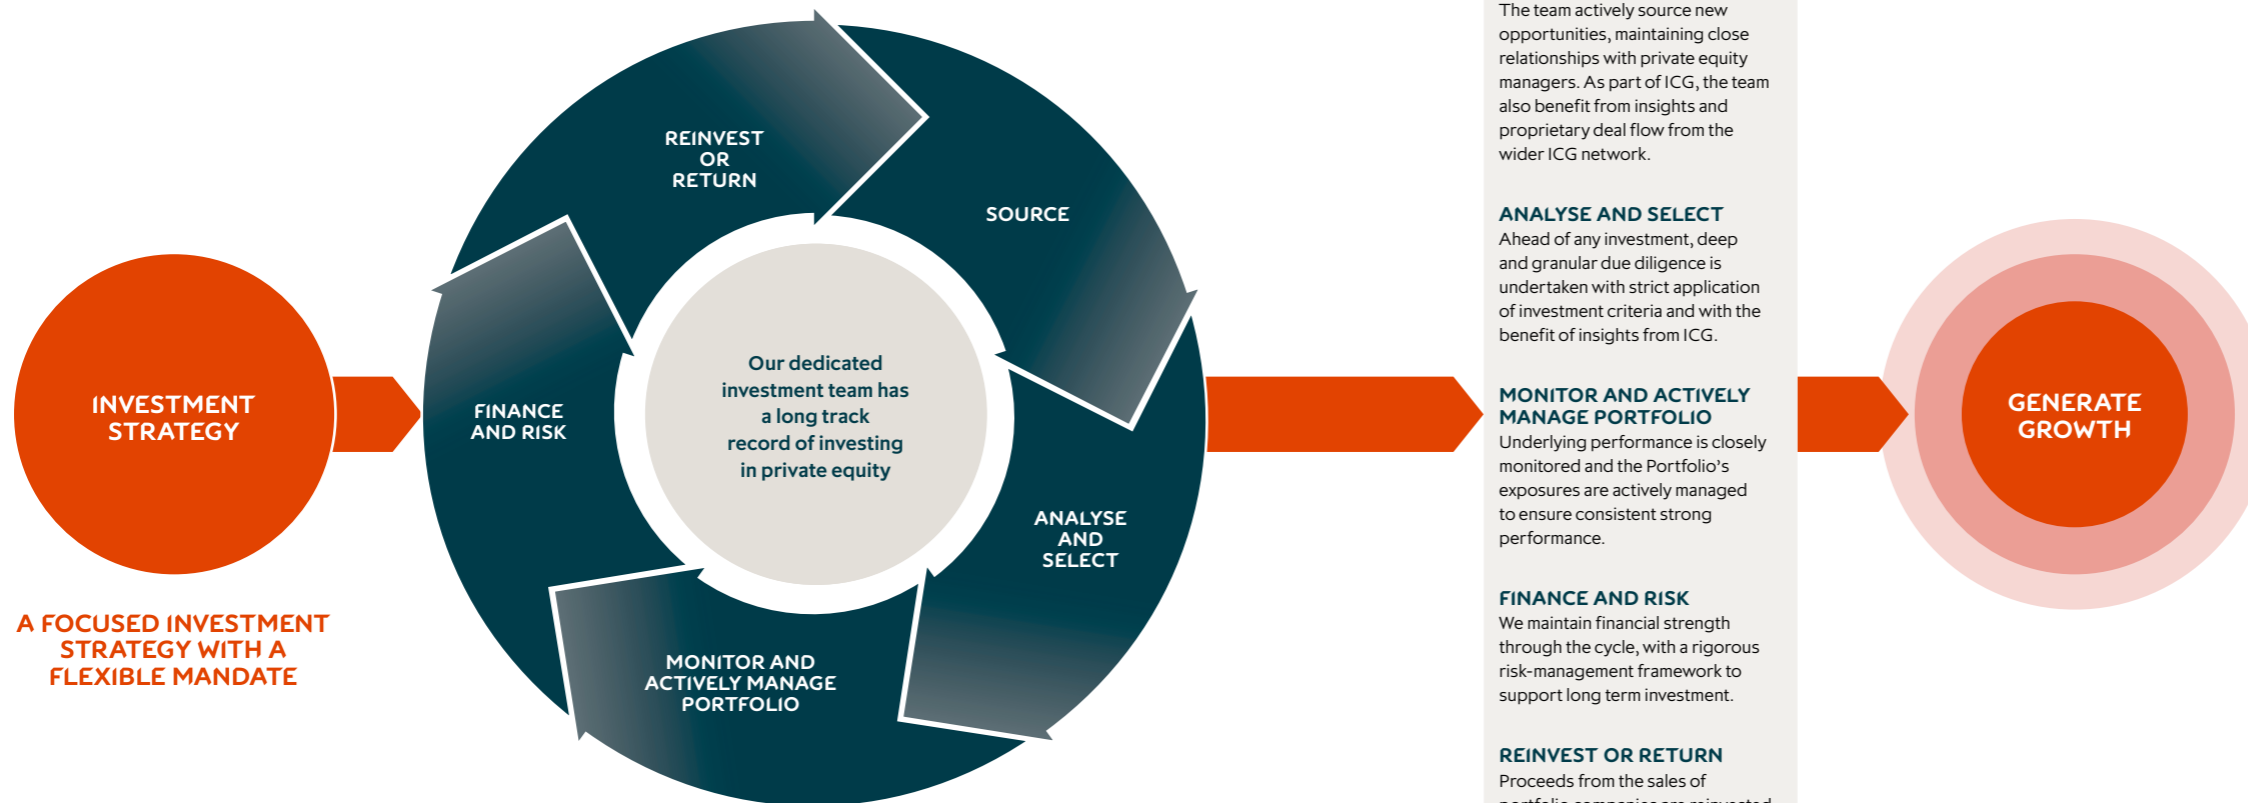 INVESTMENT
STRATEGY
A FOCUSED INVESTMENT
STRATEGY WITH A
FLEXIBLE MANDATE
REINVEST
OR
RETURN
SOURCE
ANALYSE
AND
SELECT
MONITOR AND
ACTIVELY MANAGE
PORTFOLIO
FINANCE
AND RISK
Our dedicated
investment team has
a long track
record of investing
in private equity
The team actively source new
opportunities, maintaining close
relationships with private equity
managers. As part of ICG, the team
also benefit from insights and
proprietary deal flow from the
wider ICG network.
ANALYSE AND SELECT
Ahead of any investment, deep
and granular due diligence is
undertaken with strict application
of investment criteria and with the
benefit of insights from ICG.
MONITOR AND ACTIVELY
MANAGE PORTFOLIO
Underlying performance is closely
monitored and the Portfolio's
exposures are actively managed
to ensure consistent strong
performance.
FINANCE AND RISK
We maintain financial strength
through the cycle, with a rigorous
risk-management framework to
support long term investment.
REINVEST OR RETURN
Proceeds from the sales of
portfolio companies are reinvested
GENERATE
GROWTH